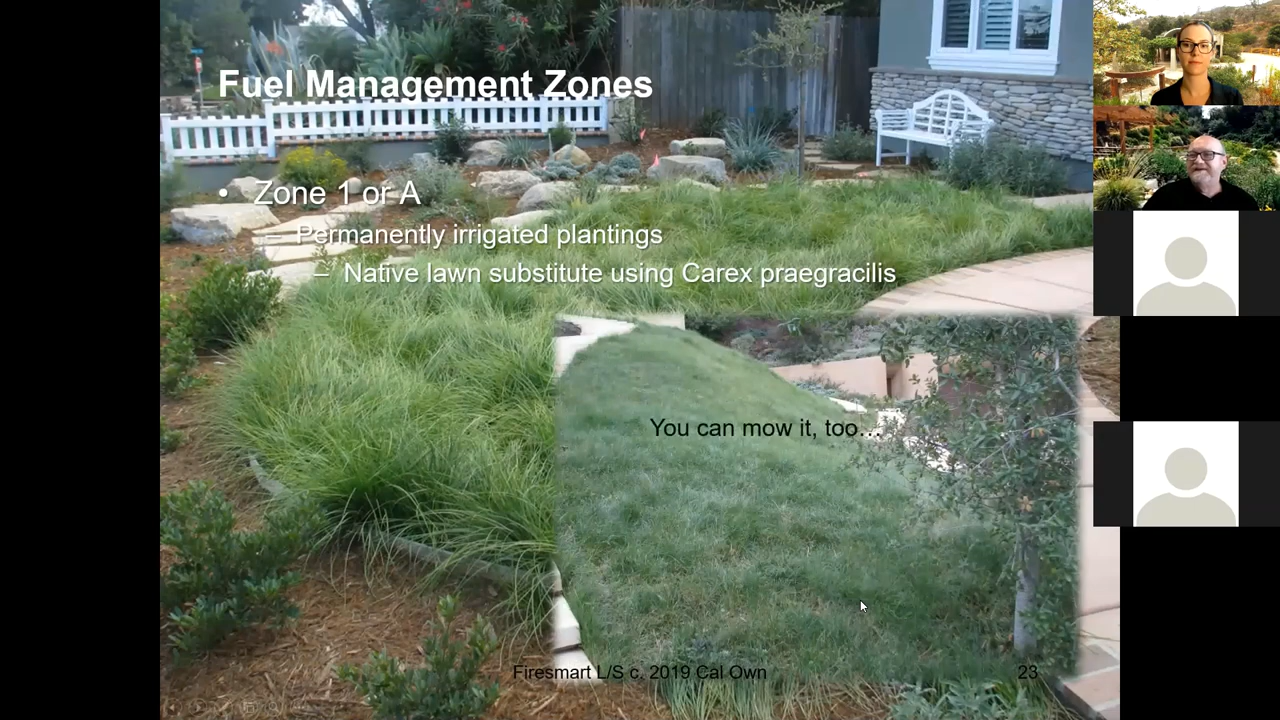 Fuel Management Zones
• Zone 1 or A
– Permanently irrigated plantings
– Native lawn substitute using Carex praegracilis
You can mow it, too…
Firesmart L/S c. 2019 Cal Own
23